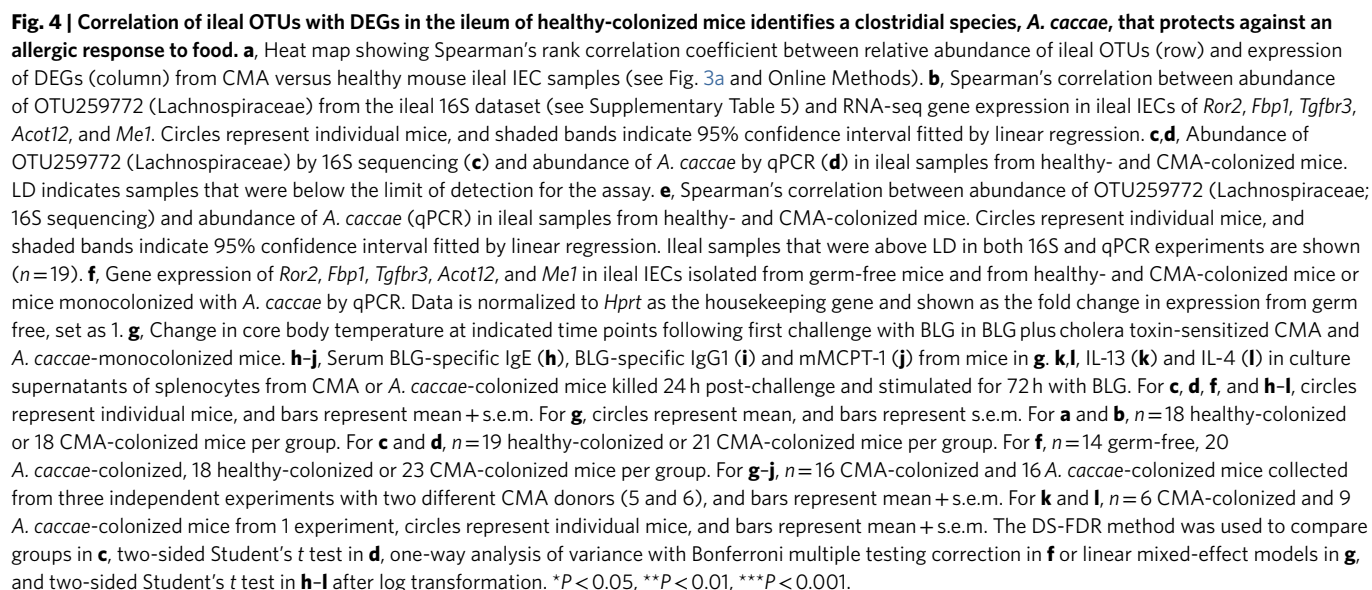 Fig. 4 | Correlation of ileal OTUs with DEGs in the ileum of healthy-colonized mice identifies a clostridial species, A. caccae, that protects against an
allergic response to food. a, Heat map showing Spearman's rank correlation coefficient between relative abundance of ileal OTUs (row) and expression
of DEGs (column) from CMA versus healthy mouse ileal IEC samples (see Fig. 3a and Online Methods). b, Spearman's correlation between abundance
of OTU259772 (Lachnospiraceae) from the ileal 16S dataset (see Supplementary Table 5) and RNA-seq gene expression in ileal IECs of Ror2, Fbp1, Tgfbr3,
Acot12, and Me1. Circles represent individual mice, and shaded bands indicate 95% confidence interval fitted by linear regression. c,d, Abundance of
OTU259772 (Lachnospiraceae) by 16S sequencing (c) and abundance of A. caccae by qPCR (d) in ileal samples from healthy- and CMA-colonized mice.
LD indicates samples that were below the limit of detection for the assay. e, Spearman's correlation between abundance of OTU259772 (Lachnospiraceae;
16S sequencing) and abundance of A. caccae (qPCR) in ileal samples from healthy- and CMA-colonized mice. Circles represent individual mice, and
shaded bands indicate 95% confidence interval fitted by linear regression. Ileal samples that were above LD in both 16S and qPCR experiments are shown
(n = 19). f, Gene expression of Ror2, Fbp1, Tgfbr3, Acot12, and Me1 in ileal IECs isolated from germ-free mice and from healthy- and CMA-colonized mice or
mice monocolonized with A. caccae by qPCR. Data is normalized to Hprt as the housekeeping gene and shown as the fold change in expression from germ
free, set as 1. g, Change in core body temperature at indicated time points following first challenge with BLG in BLG plus cholera toxin-sensitized CMA and
A. caccae-monocolonized mice. h–j, Serum BLG-specific IgE (h), BLG-specific IgG1 (i) and mMCPT-1 (j) from mice in g. k,l, IL-13 (k) and IL-4 (l) in culture
supernatants of splenocytes from CMA or A. caccae-colonized mice killed 24 h post-challenge and stimulated for 72 h with BLG. For c, d, f, and h–l, circles
represent individual mice, and bars represent mean + s.e.m. For g, circles represent mean, and bars represent s.e.m. For a and b, n = 18 healthy-colonized
or 18 CMA-colonized mice per group. For c and d, n = 19 healthy-colonized or 21 CMA-colonized mice per group. For f, n = 14 germ-free, 20
A. caccae-colonized, 18 healthy-colonized or 23 CMA-colonized mice per group. For g–j, n = 16 CMA-colonized and 16 A. caccae-colonized mice collected
from three independent experiments with two different CMA donors (5 and 6), and bars represent mean + s.e.m. For k and l, n = 6 CMA-colonized and 9
A. caccae-colonized mice from 1 experiment, circles represent individual mice, and bars represent mean + s.e.m. The DS-FDR method was used to compare
groups in c, two-sided Student's t test in d, one-way analysis of variance with Bonferroni multiple testing correction in f or linear mixed-effect models in g,
and two-sided Student's t test in h–l after log transformation. *P < 0.05, **P < 0.01, ***P < 0.001.